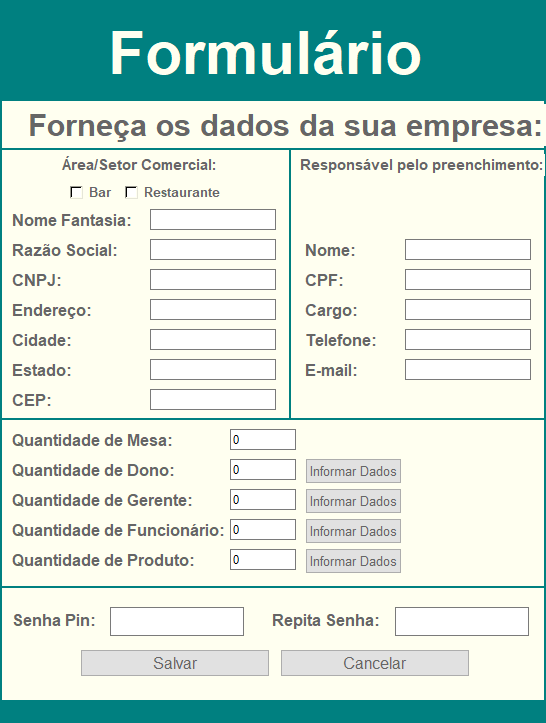 Formulário
Forneça os dados da sua empresa:
Área/Setor Comercial:
Bar Restaurante
Nome Fantasia:
Razão Social:
CNPJ:
Endereço:
Cidade:
Estado:
CEP:
Responsável pelo preenchimento:
Nome:
CPF:
Cargo:
Telefone:
E-mail:
Quantidade de Mesa: 0
Quantidade de Dono: 0 Informar Dados
Quantidade de Gerente: 0 Informar Dados
Quantidade de Funcionário: 0 Informar Dados
Quantidade de Produto: 0 Informar Dados
Senha Pin: Repita Senha:
Salvar Cancelar